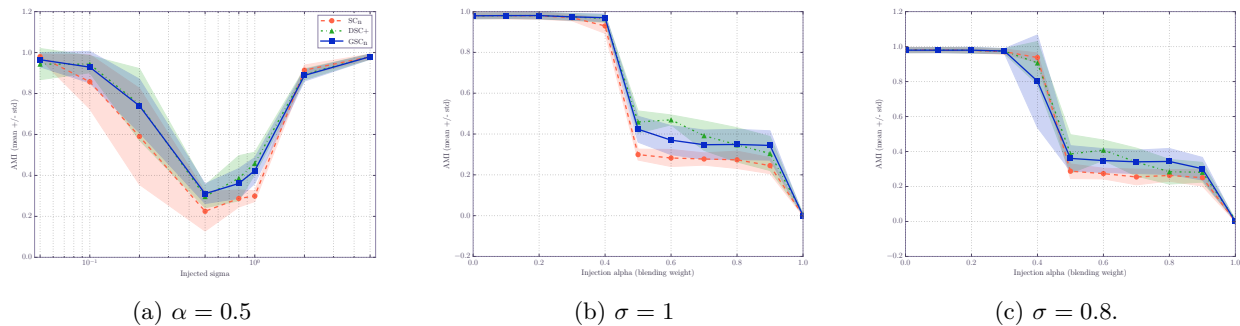 1.2
1.0
0.8
0.6
0.4
0.2
0.0
AMI (mean +/- std)
10⁻¹
10⁰
Injected sigma
SCn
DSC+
GSCn
(a) α = 0.5
1.0
0.8
0.6
0.4
0.2
0.0
−0.2
AMI (mean +/- std)
0.0 0.2 0.4 0.6 0.8 1.0
Injection alpha (blending weight)
(b) σ = 1
1.2
1.0
0.8
0.6
0.4
0.2
0.0
−0.2
AMI (mean +/- std)
0.0 0.2 0.4 0.6 0.8 1.0
Injection alpha (blending weight)
(c) σ = 0.8.